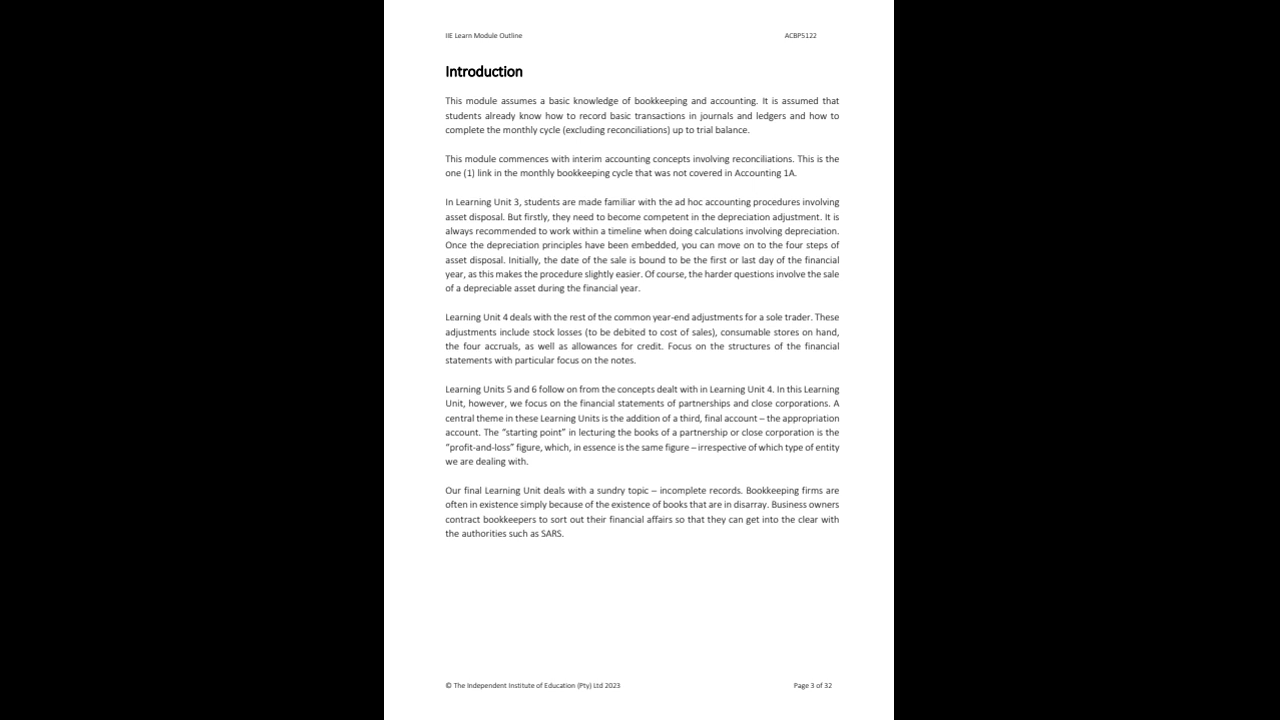 IIE Learn Module Outline ACBP5122
Introduction
This module assumes a basic knowledge of bookkeeping and accounting. It is assumed that
students already know how to record basic transactions in journals and ledgers and how to
complete the monthly cycle (excluding reconciliations) up to trial balance.
This module commences with interim accounting concepts involving reconciliations. This is the
one (1) link in the monthly bookkeeping cycle that was not covered in Accounting 1A.
In Learning Unit 3, students are made familiar with the ad hoc accounting procedures involving
asset disposal. But firstly, they need to become competent in the depreciation adjustment. It is
always recommended to work within a timeline when doing calculations involving depreciation.
Once the depreciation principles have been embedded, you can move on to the four steps of
asset disposal. Initially, the date of the sale is bound to be the first or last day of the financial
year, as this makes the procedure slightly easier. Of course, the harder questions involve the sale
of a depreciable asset during the financial year.
Learning Unit 4 deals with the rest of the common year-end adjustments for a sole trader. These
adjustments include stock losses (to be debited to cost of sales), consumable stores on hand,
the four accruals, as well as allowances for credit. Focus on the structures of the financial
statements with particular focus on the notes.
Learning Units 5 and 6 follow on from the concepts dealt with in Learning Unit 4. In this Learning
Unit, however, we focus on the financial statements of partnerships and close corporations. A
central theme in these Learning Units is the addition of a third, final account – the appropriation
account. The “starting point” in lecturing the books of a partnership or close corporation is the
“profit-and-loss” figure, which, in essence is the same figure – irrespective of which type of entity
we are dealing with.
Our final Learning Unit deals with a sundry topic – incomplete records. Bookkeeping firms are
often in existence simply because of the existence of books that are in disarray. Business owners
contract bookkeepers to sort out their financial affairs so that they can get into the clear with
the authorities such as SARS.
© The Independent Institute of Education (Pty) Ltd 2023 Page 3 of 32